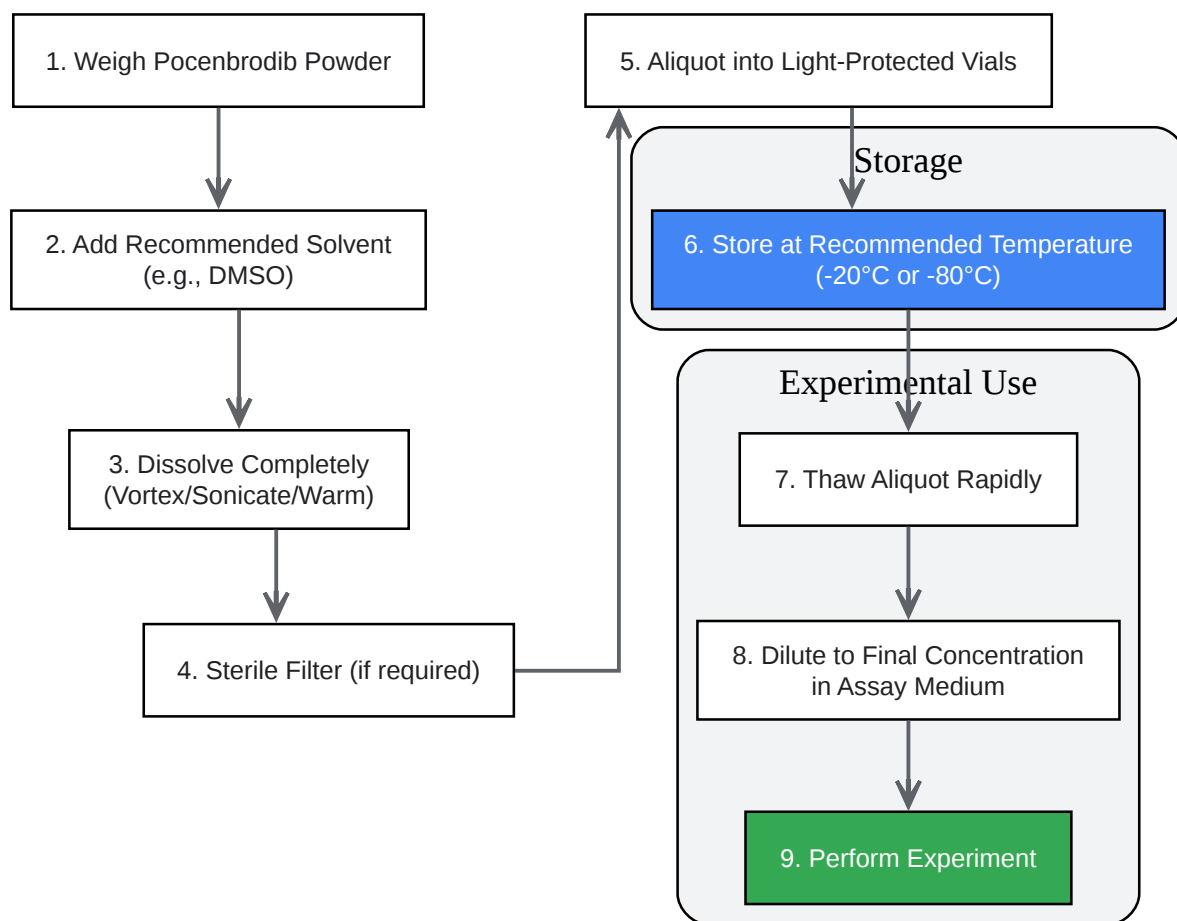 1. Weigh Pocenbrodib Powder
2. Add Recommended Solvent
(e.g., DMSO)
3. Dissolve Completely
(Vortex/Sonicate/Warm)
4. Sterile Filter (if required)
5. Aliquot into Light-Protected Vials
Storage
6. Store at Recommended Temperature
(-20°C or -80°C)
Experimental Use
7. Thaw Aliquot Rapidly
8. Dilute to Final Concentration
in Assay Medium
9. Perform Experiment